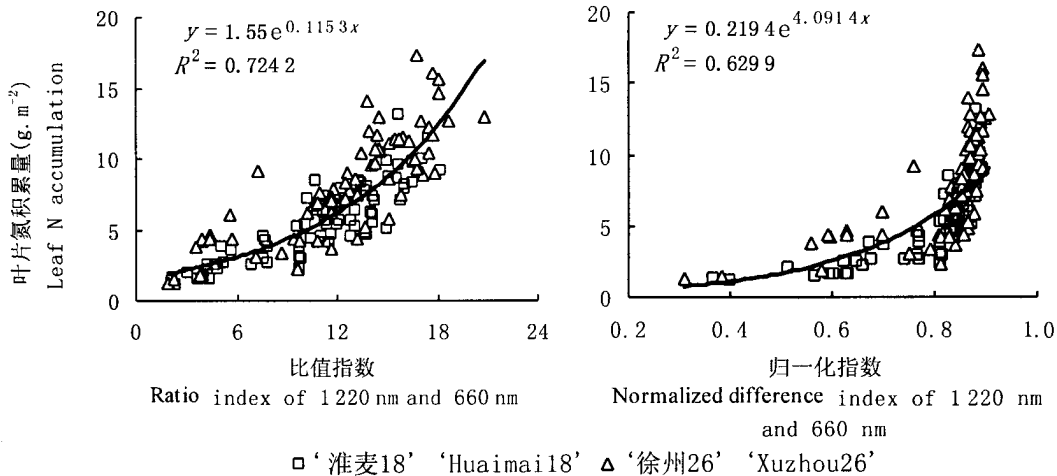 叶片氮积累量(g.m⁻²)
Leaf N accumulation
20
15
10
5
0
y = 1.55e^0.1153x
R² = 0.7242
0 6 12 18 24
比值指数
Ratio index of 1220 nm and 660 nm
20
15
10
5
0
y = 0.2194e^4.0914x
R² = 0.6299
0.2 0.4 0.6 0.8 1.0
归一化指数
Normalized difference index of 1220 nm
and 660 nm
□ ‘淮麦18’ ‘Huaimai18’ △ ‘徐州26’ ‘Xuzhou26’